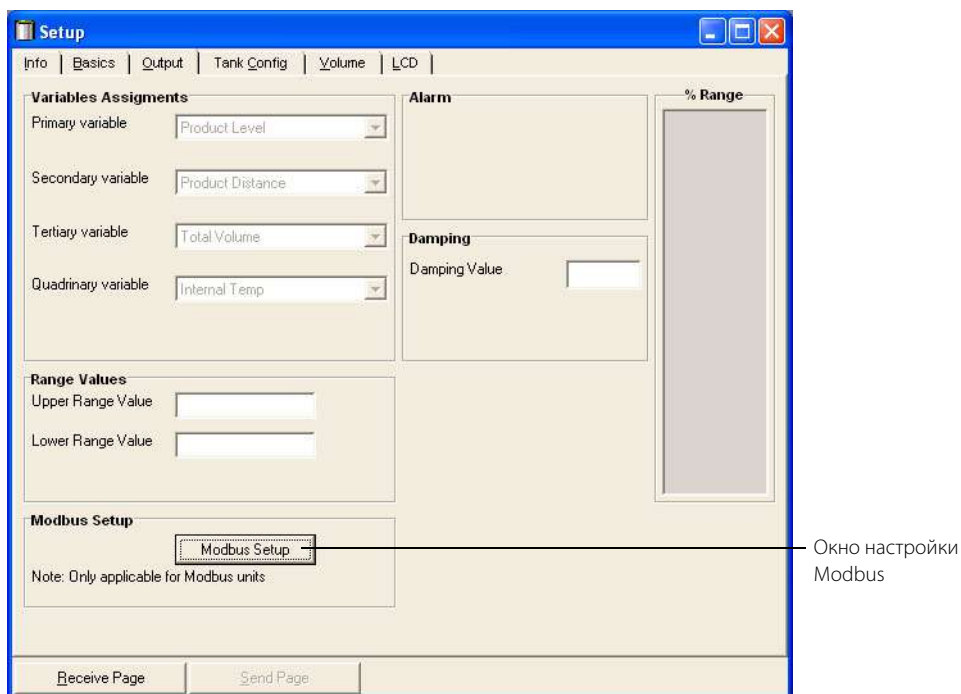 Setup
Info Basics Output Tank Config Volume LCD
Variables Assigments
Primary variable Product Level
Secondary variable Product Distance
Tertiary variable Total Volume
Quadrinary variable Internal Temp
Alarm
Damping
Damping Value
% Range
Range Values
Upper Range Value
Lower Range Value
Modbus Setup
Modbus Setup
Note: Only applicable for Modbus units
Окно настройки
Modbus
Receive Page Send Page